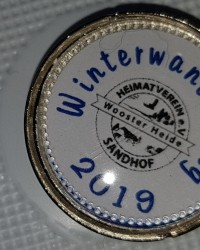 Winterwan
HEIMATVEREIN e.V.
Wooster Heide
SANDHOF
2019